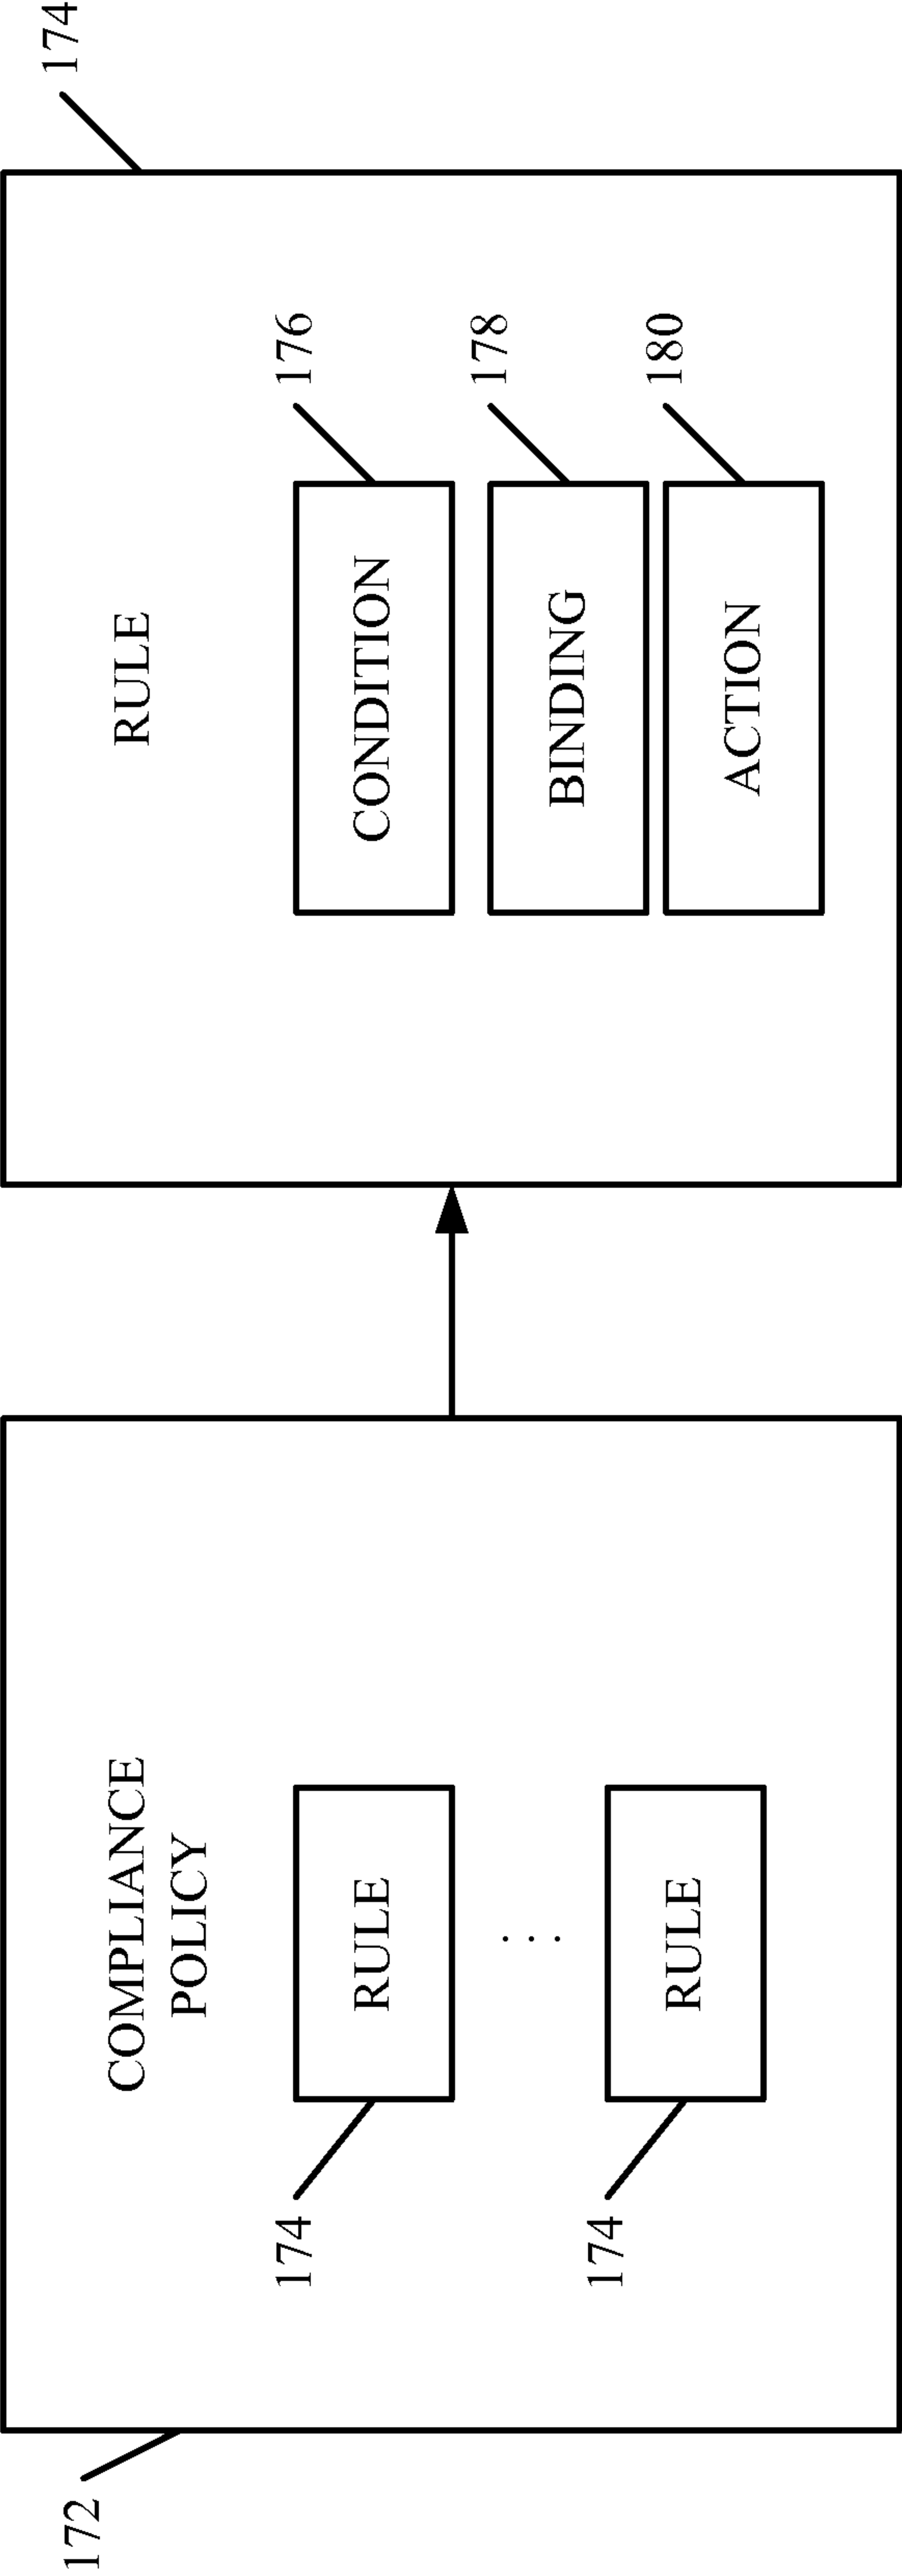 172
COMPLIANCE
POLICY
174
RULE
. . .
174
RULE
174
RULE
CONDITION
176
BINDING
178
ACTION
180